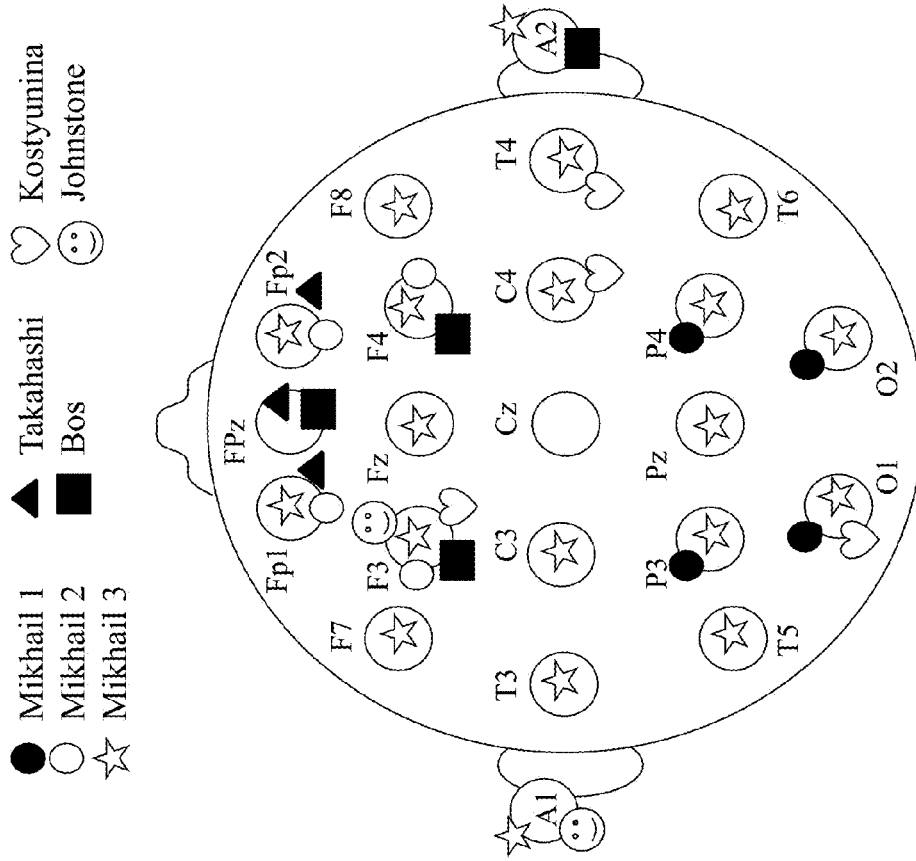 Mikhail 1
Mikhail 2
Mikhail 3
Takahashi
Bos
Kostyunina
Johnstone
Fp1
FPz
Fp2
F7
F3
Fz
F4
F8
A1
T3
C3
Cz
C4
T4
A2
T5
P3
Pz
P4
T6
O1
O2